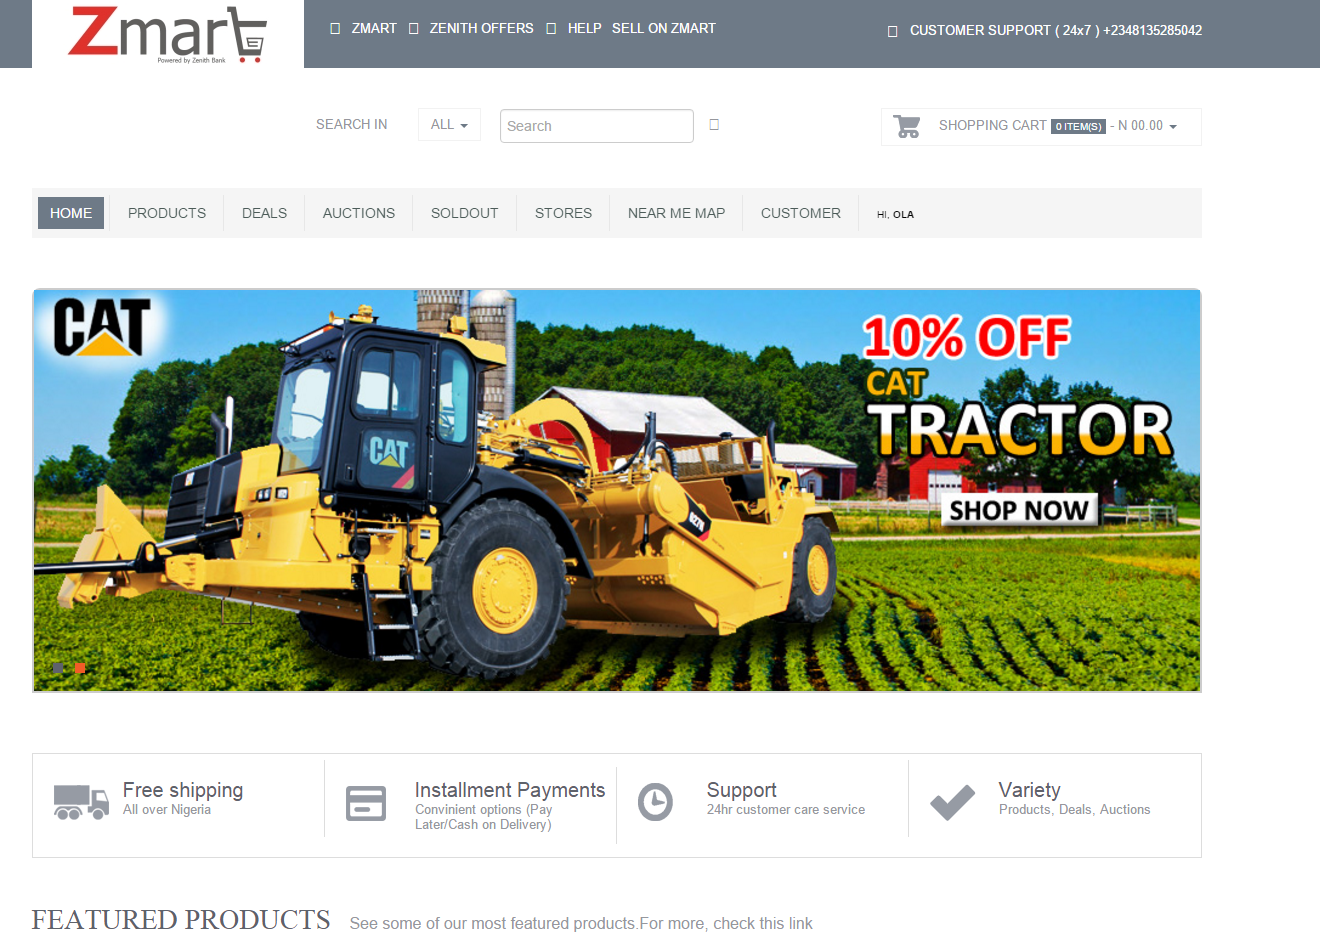 Zmart
Powered by Zenith Bank
ZMART ZENITH OFFERS HELP SELL ON ZMART
CUSTOMER SUPPORT ( 24x7 ) +2348135285042
SEARCH IN ALL Search
SHOPPING CART 0 ITEM(S) - N 00.00
HOME PRODUCTS DEALS AUCTIONS SOLDOUT STORES NEAR ME MAP CUSTOMER HI, OLA
CAT
10% OFF
CAT
TRACTOR
SHOP NOW
CAT
627K
Free shipping
All over Nigeria
Installment Payments
Convinient options (Pay
Later/Cash on Delivery)
Support
24hr customer care service
Variety
Products, Deals, Auctions
FEATURED PRODUCTS See some of our most featured products.For more, check this link